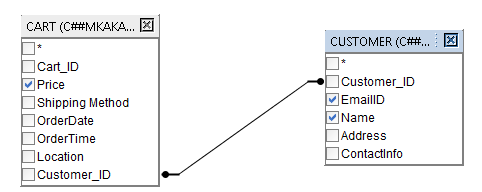 CART (C##MKAKA...
*
Cart_ID
Price
Shipping Method
OrderDate
OrderTime
Location
Customer_ID
CUSTOMER (C##...
*
Customer_ID
EmailID
Name
Address
ContactInfo